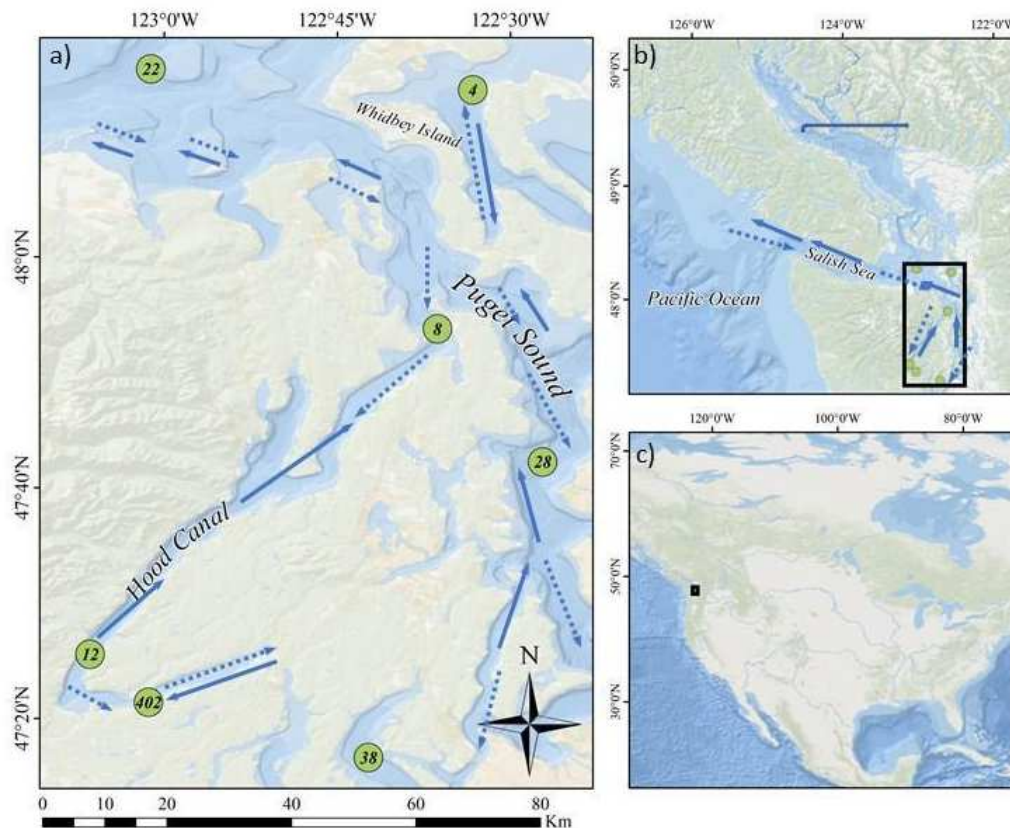 123°0'W 122°45'W 122°30'W
a)
22
4
Whidbey Island
48°0'N
Puget Sound
8
28
47°40'N
Hood Canal
12
402
N
47°20'N
38
0 10 20 40 60 80
Km
126°0'W 124°0'W 122°0'W
b)
50°0'N
49°0'N
Salish Sea
48°0'N
Pacific Ocean
120°0'W 100°0'W 80°0'W
c)
70°0'N
50°0'N
30°0'N